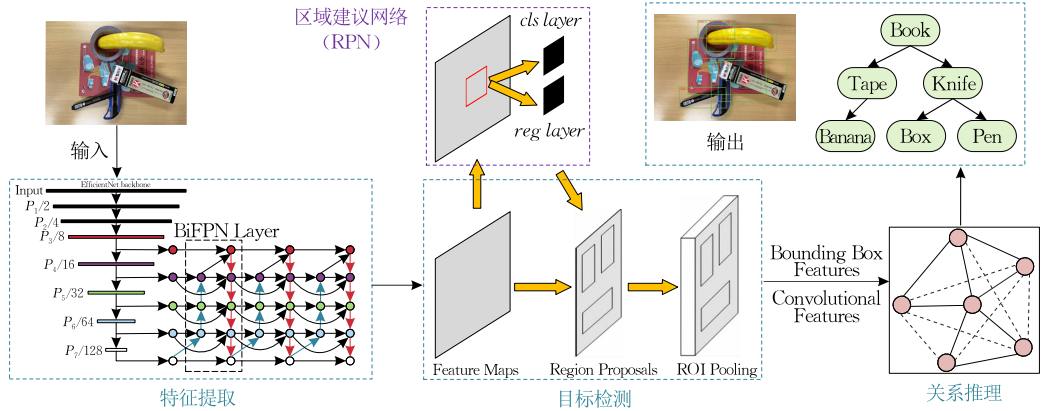 区域建议网络
（RPN）
cls layer
reg layer
输入
输出
Book
Tape
Knife
Banana
Box
Pen
EfficientNet backbone
Input
P1/2
P2/4
P3/8
P4/16
P5/32
P6/64
P7/128
BiFPN Layer
特征提取
Feature Maps
Region Proposals
ROI Pooling
目标检测
Bounding Box
Features
Convolutional
Features
关系推理